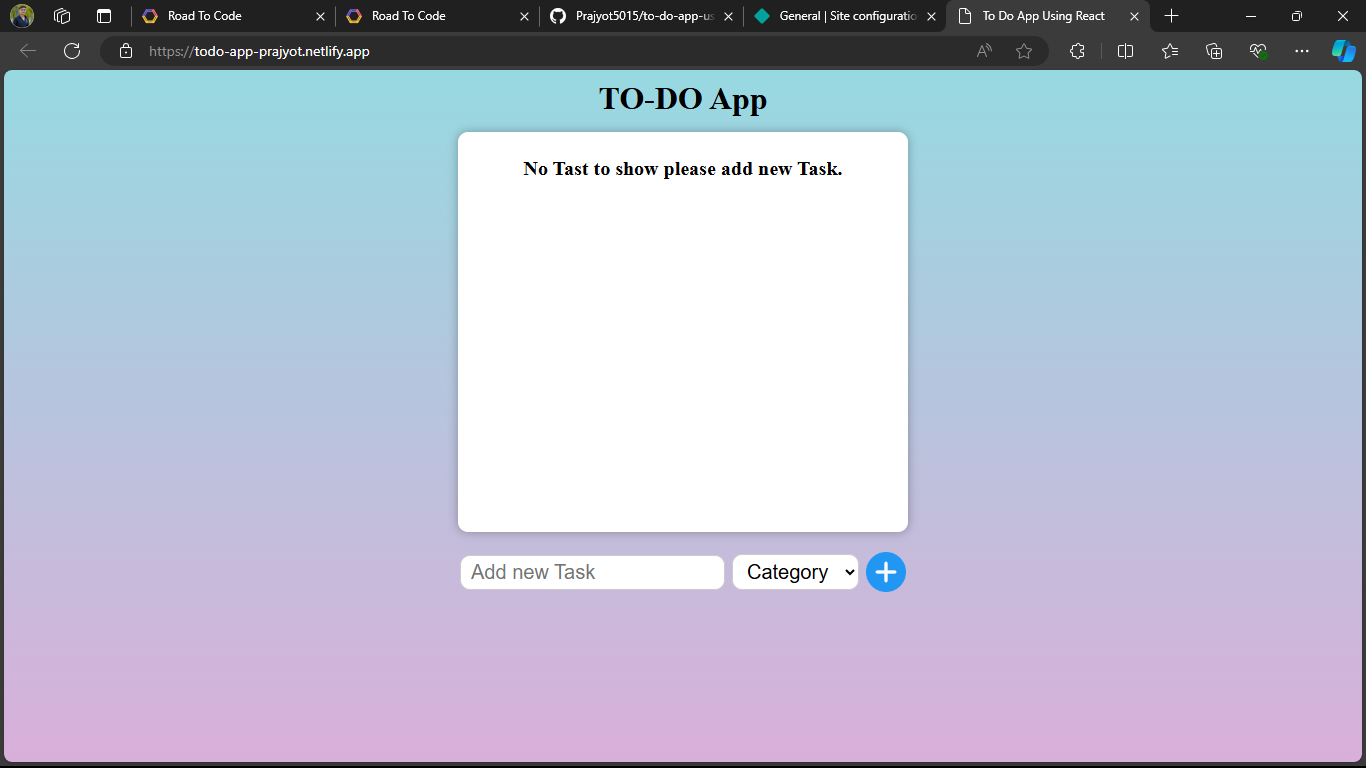 Road To Code
Road To Code
Prajyot5015/to-do-app-us
General | Site configuratio
To Do App Using React
https://todo-app-prajyot.netlify.app
TO-DO App
No Tast to show please add new Task.
Add new Task
Category